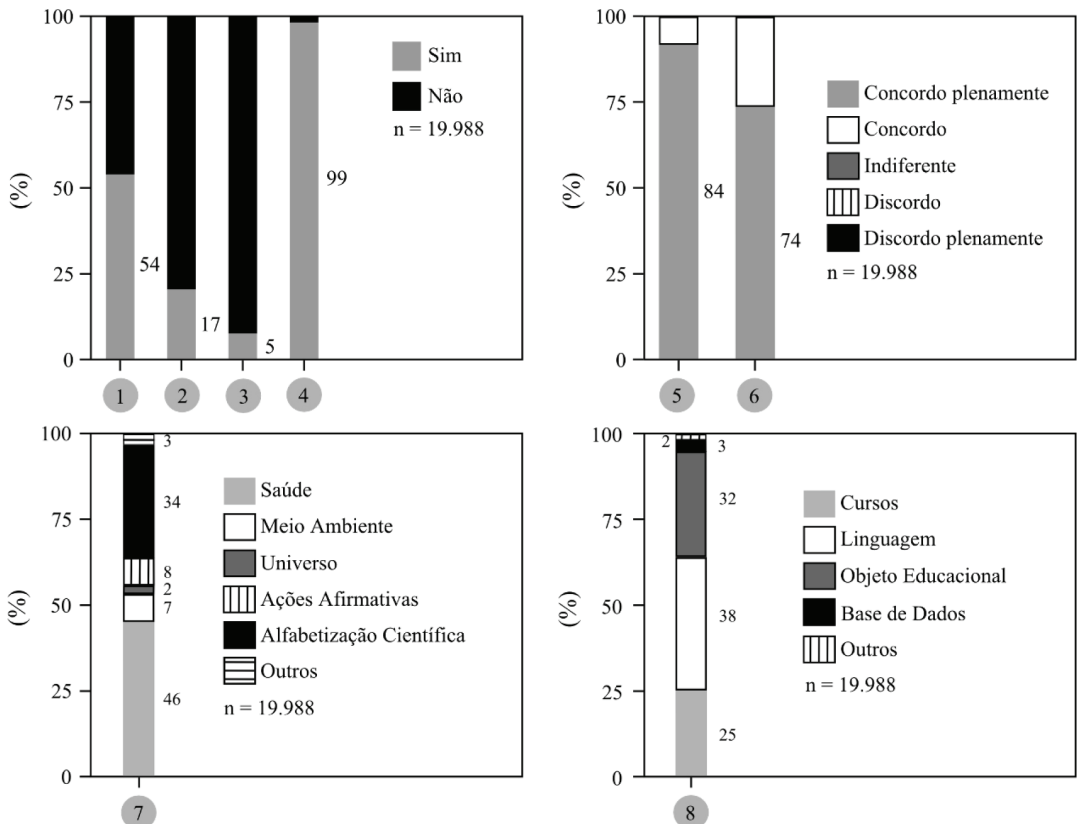 100
75
50
25
0
(%)
54
17
5
99
Sim
Não
n = 19.988
1
2
3
4
100
75
50
25
0
(%)
84
74
Concordo plenamente
Concordo
Indiferente
Discordo
Discordo plenamente
n = 19.988
5
6
100
75
50
25
0
(%)
3
34
8
2
7
46
Saúde
Meio Ambiente
Universo
Ações Afirmativas
Alfabetização Científica
Outros
n = 19.988
7
100
75
50
25
0
(%)
2
3
32
38
25
Cursos
Linguagem
Objeto Educacional
Base de Dados
Outros
n = 19.988
8